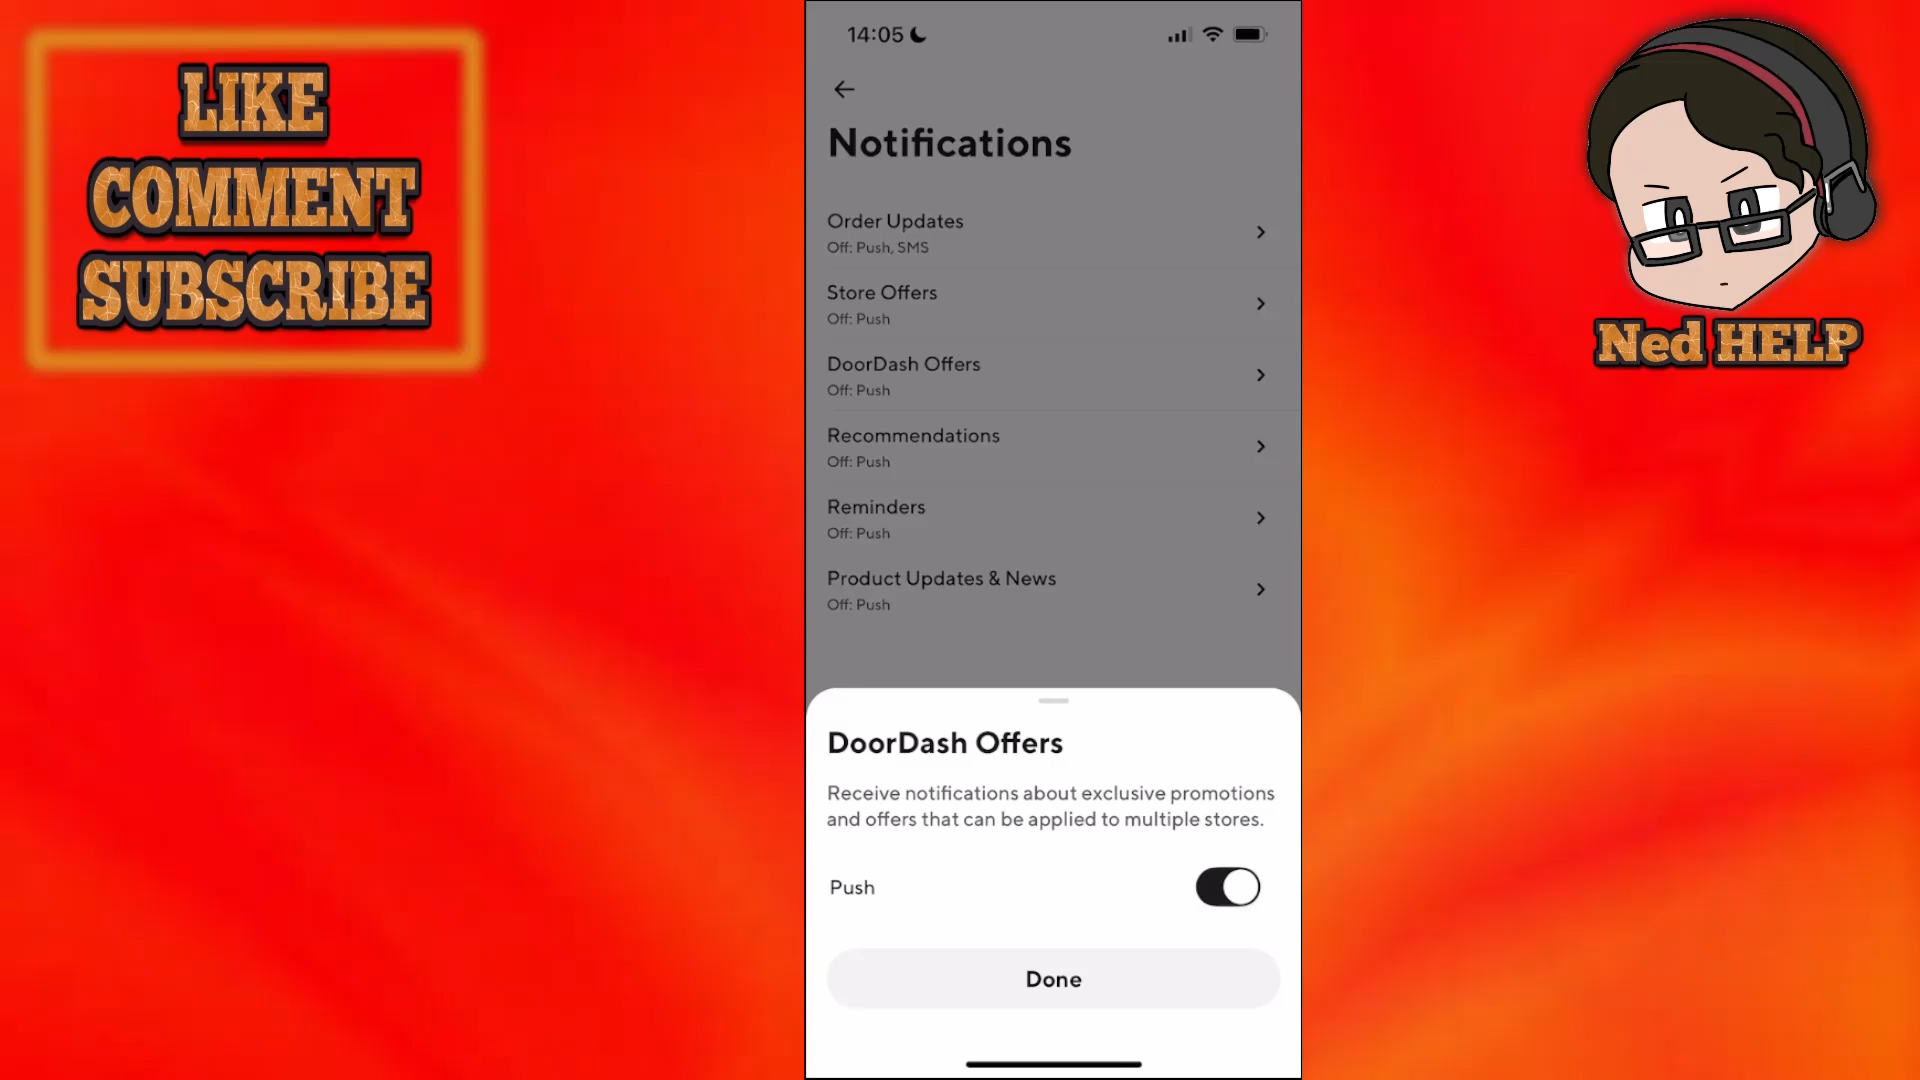 LIKE
COMMENT
SUBSCRIBE
14:05
Notifications
Order Updates
Off: Push, SMS
Store Offers
Off: Push
DoorDash Offers
Off: Push
Recommendations
Off: Push
Reminders
Off: Push
Product Updates & News
Off: Push
DoorDash Offers
Receive notifications about exclusive promotions
and offers that can be applied to multiple stores.
Push
Done
Ned HELP